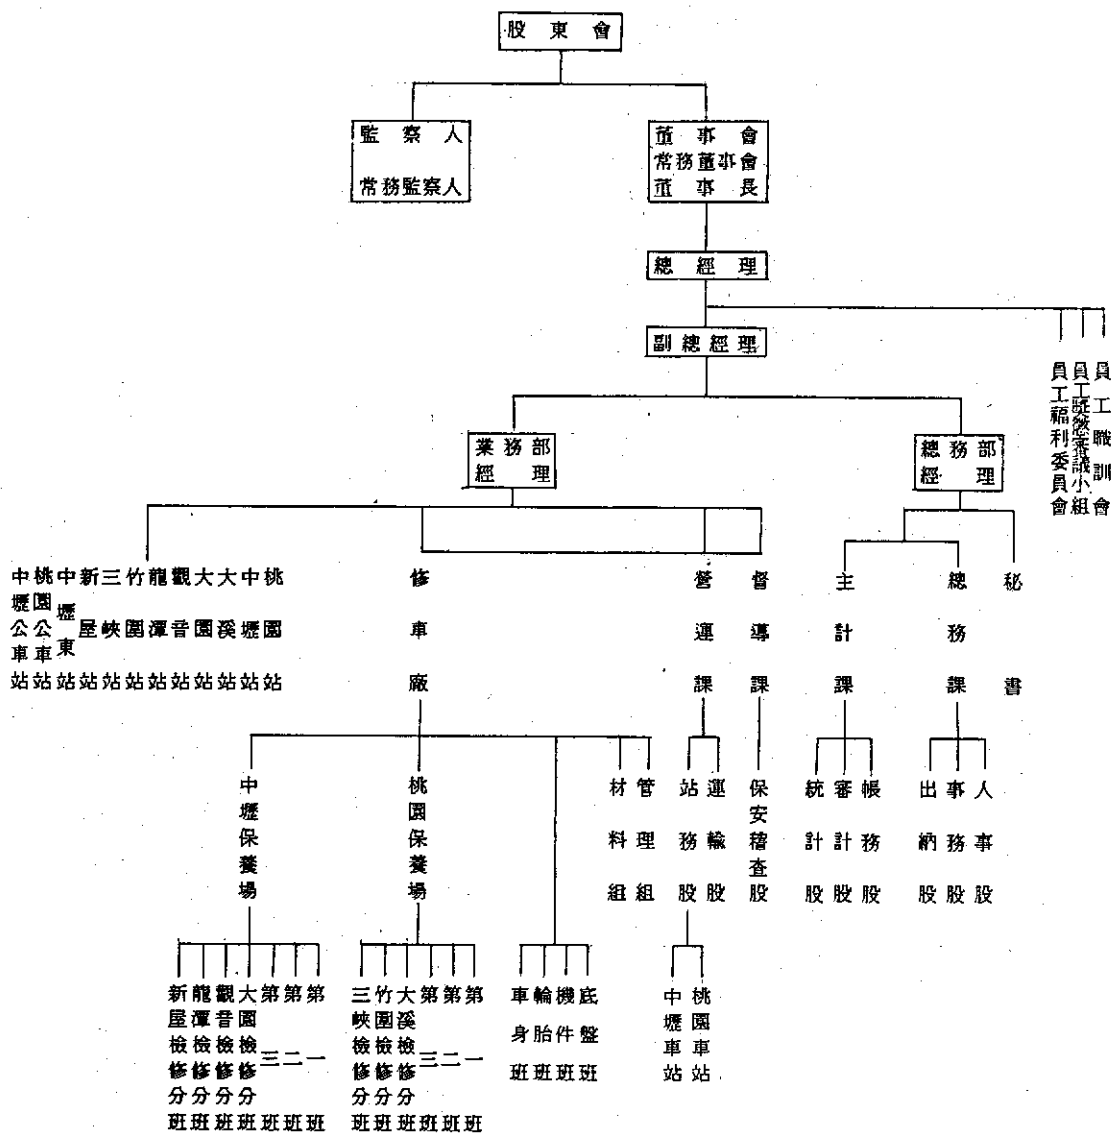 股東會
監察人
常務監察人
董事會
常務董事會
董事長
總經理
副總經理
員工職訓會
員工獎懲審議小組
員工福利委員會
業務部
經理
總務部
經理
桃園站
中壢站
大溪站
大園站
觀音站
龍潭站
竹圍站
三峽站
新屋站
中壢東站
桃園公車站
中壢公車站
修車廠
營運課
督導課
主計課
總務課
秘書
中壢保養場
桃園保養場
材料組
管理組
站務股
運輸股
保安稽查股
統計股
審計股
帳務股
出納股
事務股
人事股
新屋檢修分班
龍潭檢修分班
觀音檢修分班
大園檢修分班
第三班
第二班
第一班
三峽檢修分班
竹圍檢修分班
大溪檢修分班
第三班
第二班
第一班
車身班
輪胎班
機件班
底盤班
中壢車站
桃園車站